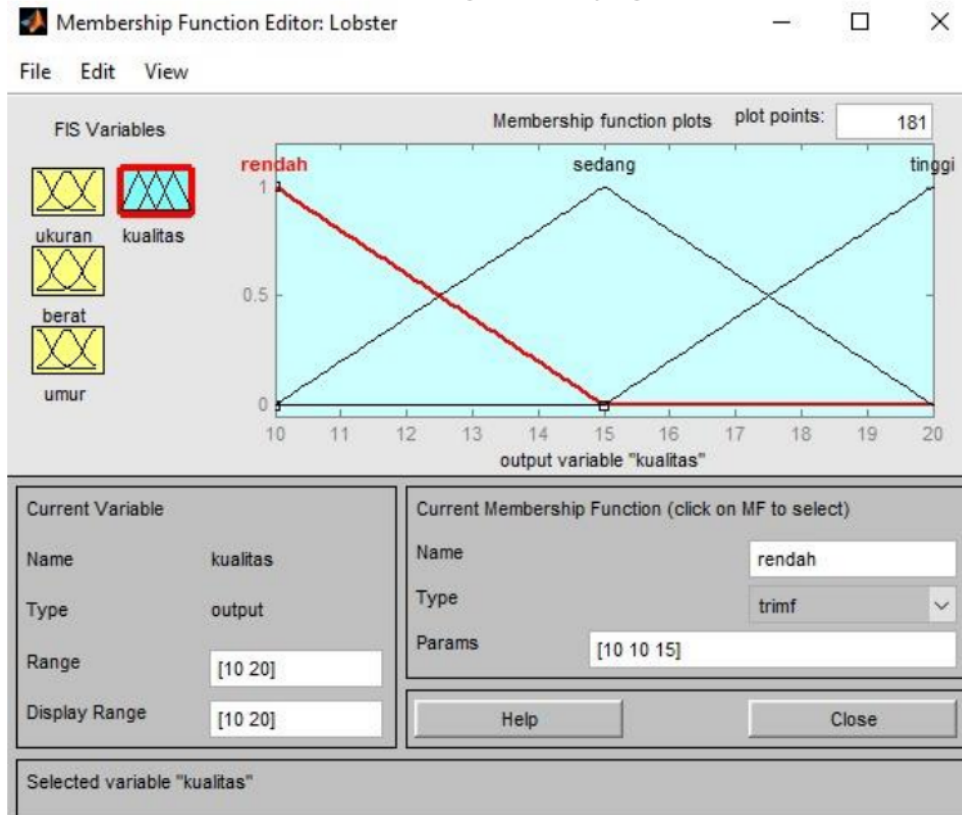 Membership Function Editor: Lobster
File Edit View
FIS Variables
Membership function plots plot points: 181
ukuran kualitas
berat
umur
rendah sedang tinggi
1
0.5
0
10 11 12 13 14 15 16 17 18 19 20
output variable "kualitas"
Current Variable
Name kualitas
Type output
Range [10 20]
Display Range [10 20]
Current Membership Function (click on MF to select)
Name rendah
Type trimf
Params [10 10 15]
Help Close
Selected variable "kualitas"